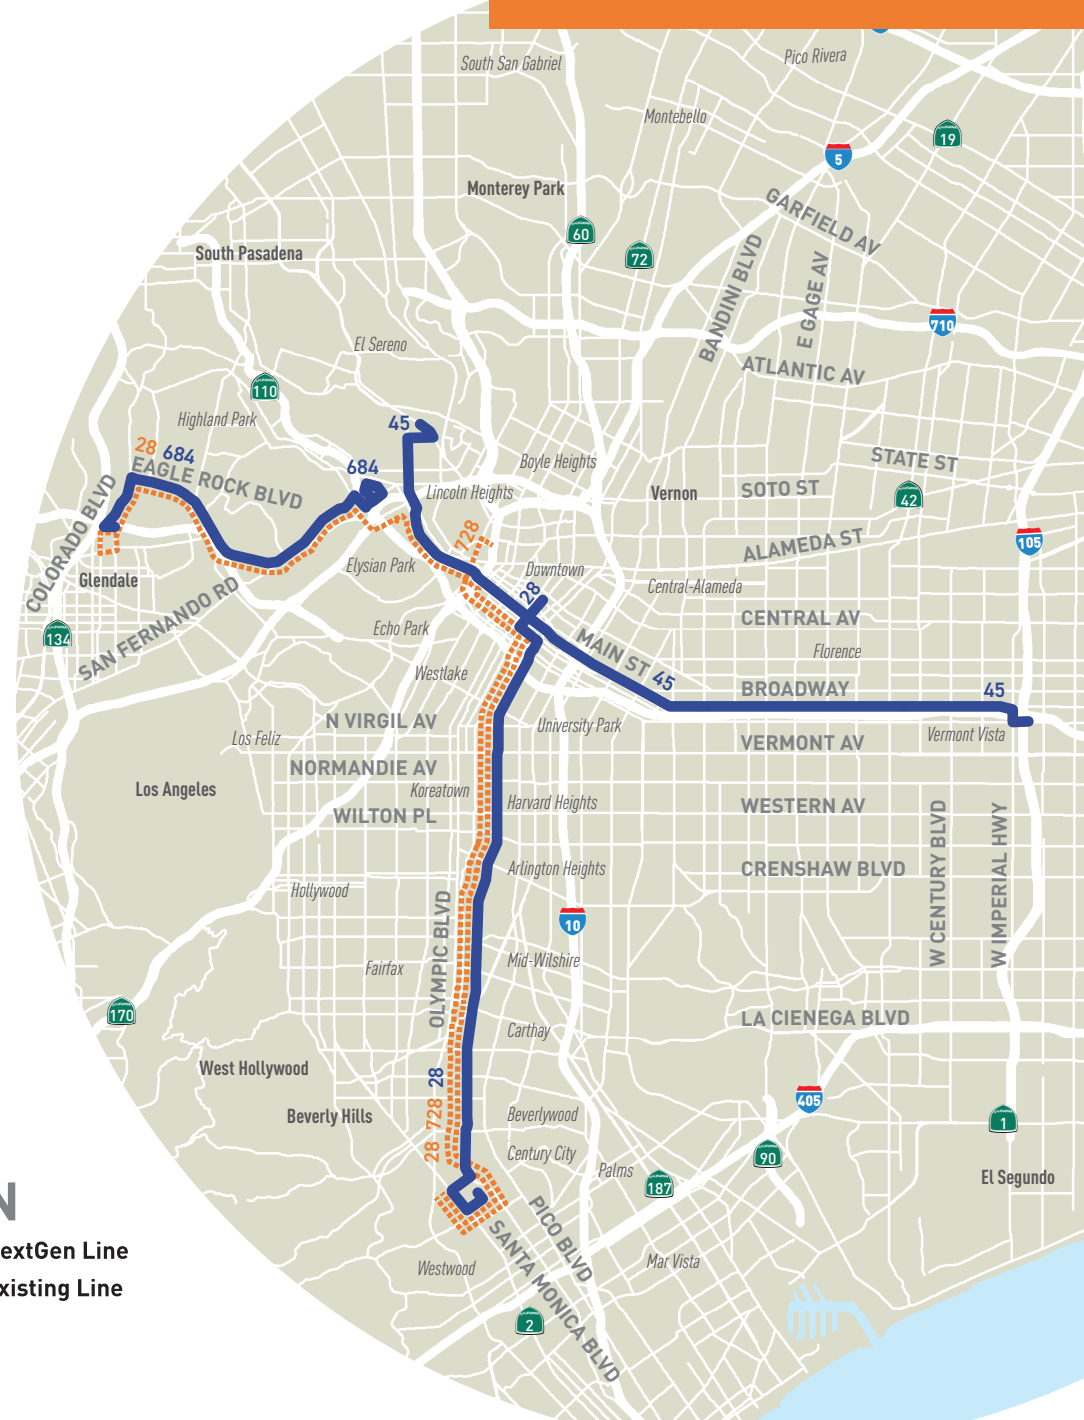 South San Gabriel
Pico Rivera
Montebello
CALIFORNIA
19
5
Monterey Park
GARFIELD AV
60
72
South Pasadena
BANDINI BLVD
E GAGE AV
710
El Sereno
ATLANTIC AV
110
Highland Park
45
28 684
EAGLE ROCK BLVD
684
Boyle Heights
STATE ST
Lincoln Heights
Vernon
SOTO ST
42
COLORADO BLVD
728
ALAMEDA ST
105
Elysian Park
Downtown
Glendale
28
Central-Alameda
SAN FERNANDO RD
CENTRAL AV
134
Echo Park
MAIN ST 45
Florence
Westlake
BROADWAY
45
N VIRGIL AV
University Park
Vermont Vista
Los Feliz
VERMONT AV
NORMANDIE AV
Los Angeles
Koreatown
Harvard Heights
WESTERN AV
WILTON PL
W CENTURY BLVD
W IMPERIAL HWY
Arlington Heights
CRENSHAW BLVD
Hollywood
10
OLYMPIC BLVD
Fairfax
Mid-Wilshire
170
Carthay
LA CIENEGA BLVD
West Hollywood
28 728 28
405
Beverly Hills
Beverlywood
1
Century City
90
Palms
187
El Segundo
N
extGen Line
PICO BLVD
SANTA MONICA BLVD
Westwood
Mar Vista
xisting Line
2